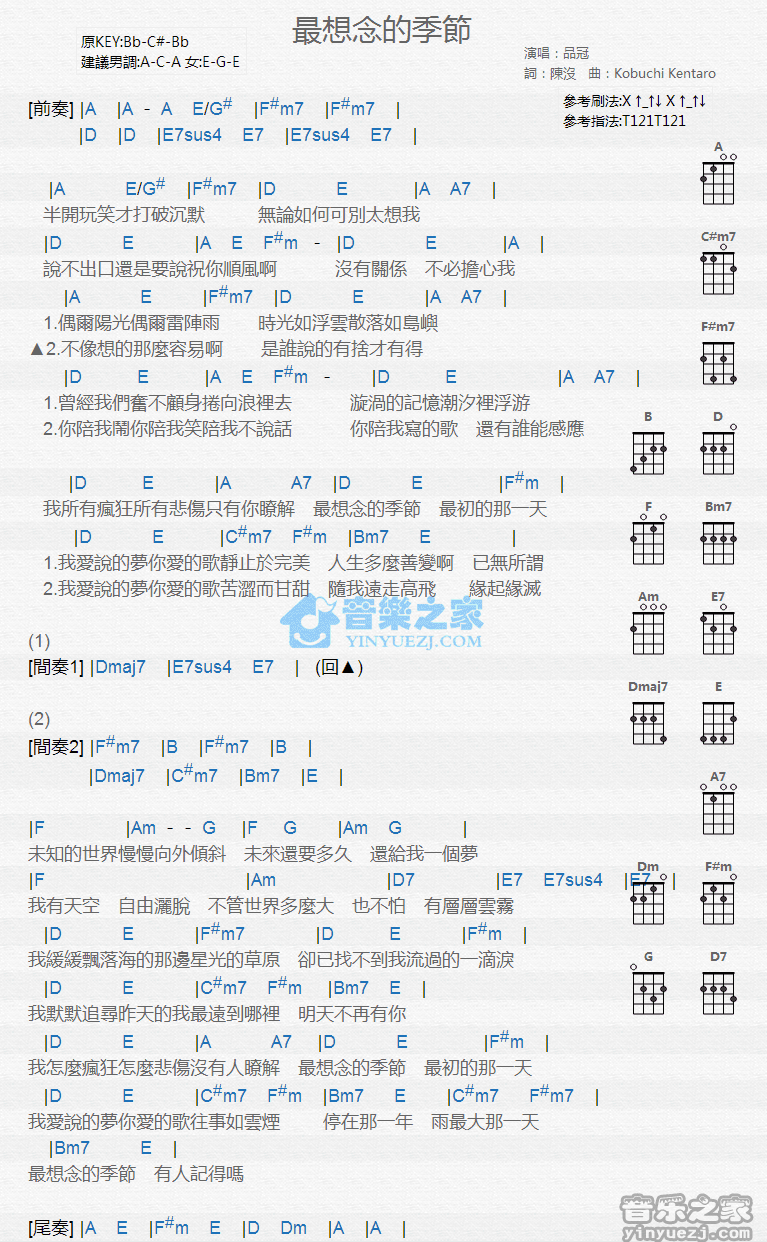 最想念的季節
原KEY:Bb-C#-Bb
建議男調:A-C-A 女:E-G-E
演唱：品冠
詞：陳沒 曲：Kobuchi Kentaro
參考刷法:X ↑_↑↓ X ↑_↑↓
參考指法:T121T121
[前奏] |A |A - A E/G# |F#m7 |F#m7 |
|D |D |E7sus4 E7 |E7sus4 E7 |
|A E/G# |F#m7 |D E |A A7 |
半開玩笑才打破沉默 無論如何可別太想我
|D E |A E F#m - |D E |A |
說不出口還是要說祝你順風啊 沒有關係 不必擔心我
|A E |F#m7 |D E |A A7 |
1.偶爾陽光偶爾雷陣雨 時光如浮雲散落如島嶼
▲2.不像想的那麼容易啊 是誰說的有捨才有得
|D E |A E F#m - |D E |A A7 |
1.曾經我們奮不顧身捲向浪裡去 漩渦的記憶潮汐裡浮游
2.你陪我鬧你陪我笑陪我不說話 你陪我寫的歌 還有誰能感應
|D E |A A7 |D E |F#m |
我所有瘋狂所有悲傷只有你瞭解 最想念的季節 最初的那一天
|D E |C#m7 F#m |Bm7 E |
1.我愛說的夢你愛的歌靜止於完美 人生多麼善變啊 已無所謂
2.我愛說的夢你愛的歌苦澀而甘甜 隨我遠走高飛 緣起緣滅
(1)
[間奏1] |Dmaj7 |E7sus4 E7 | (回▲)
(2)
[間奏2] |F#m7 |B |F#m7 |B |
|Dmaj7 |C#m7 |Bm7 |E |
|F |Am - - G |F G |Am G |
未知的世界慢慢向外傾斜 未來還要多久 還給我一個夢
|F |Am |D7 |E7 E7sus4 |E7 |
我有天空 自由灑脫 不管世界多麼大 也不怕 有層層雲霧
|D E |F#m7 |D E |F#m |
我緩緩飄落海的那邊星光的草原 卻已找不到我流過的一滴淚
|D E |C#m7 F#m |Bm7 E |
我默默追尋昨天的我最遠到哪裡 明天不再有你
|D E |A A7 |D E |F#m |
我怎麼瘋狂怎麼悲傷沒有人瞭解 最想念的季節 最初的那一天
|D E |C#m7 F#m |Bm7 E |C#m7 F#m7 |
我愛說的夢你愛的歌往事如雲煙 停在那一年 雨最大那一天
|Bm7 E |
最想念的季節 有人記得嗎
[尾奏] |A E |F#m E |D Dm |A |A |
A
C#m7
F#m7
B D
F Bm7
Am E7
Dmaj7 E
A7
Dm F#m
G D7
音樂之家
YINYUEZJ.COM
音乐之家
yinyuezj.com